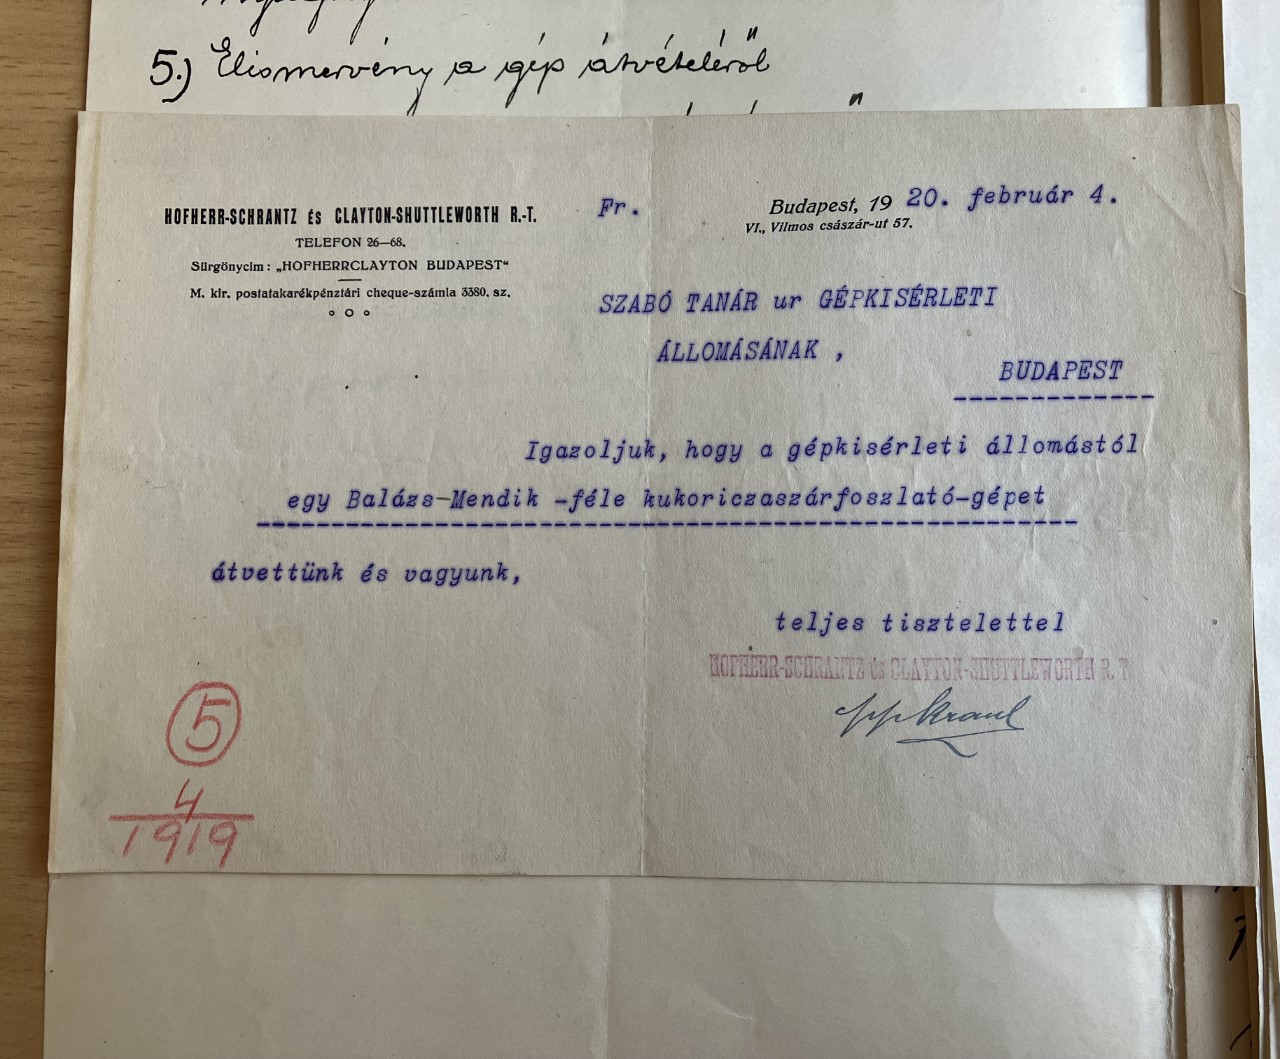 5.) Elismervény a gép átvételéről
HOFHERR-SCHRANTZ és CLAYTON-SHUTTLEWORTH R.-T.
TELEFON 26—68.
Sürgönycim: „HOFHERRCLAYTON BUDAPEST“
M. kir. postatakarékpénztári cheque-számla 3380. sz.
Fr.
Budapest, 1920. február 4.
VI., Vilmos császár-ut 57.
SZABÓ TANÁR ur GÉPKISÉRLETI
ÁLLOMÁSÁNAK ,
BUDAPEST
Igazoljuk, hogy a gépkisérleti állomástól
egy Balázs-Mendik -féle kukoriczaszárfoszlató-gépet
átvettünk és vagyunk,
teljes tisztelettel
HOFHERR-SCHRANTZ és CLAYTON-SHUTTLEWORTH R. T.
5
4
1919